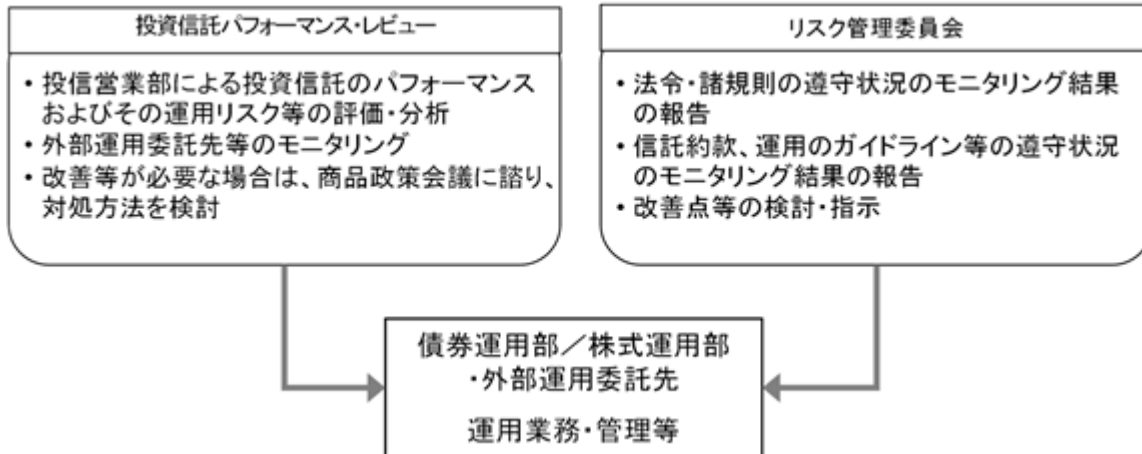 投資信託パフォーマンス・レビュー
・投信営業部による投資信託のパフォーマンス
およびその運用リスク等の評価・分析
・外部運用委託先等のモニタリング
・改善等が必要な場合は、商品政策会議に諮り、
対処方法を検討
リスク管理委員会
・法令・諸規則の遵守状況のモニタリング結果
の報告
・信託約款、運用のガイドライン等の遵守状況
のモニタリング結果の報告
・改善点等の検討・指示
債券運用部／株式運用部
・外部運用委託先
運用業務・管理等